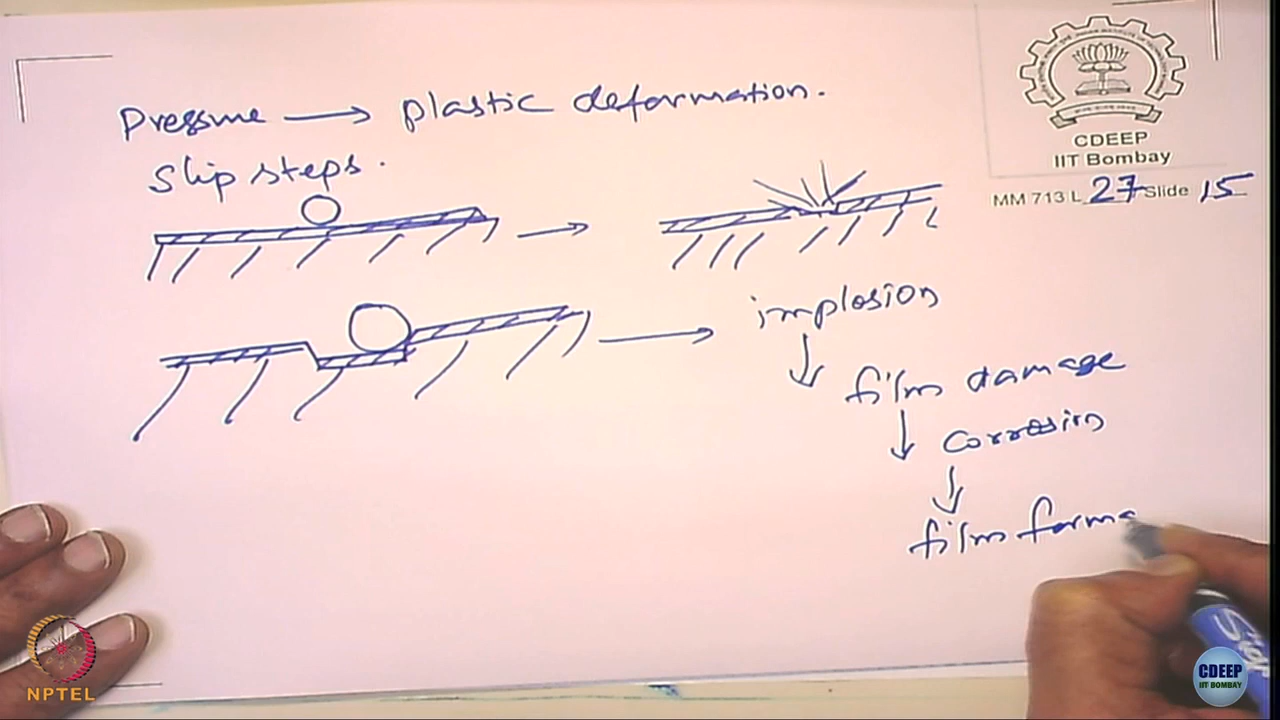 Pressure → plastic deformation.
Slip steps.
implosion
film damage
corrosion
film forma
CDEEP
IIT Bombay
MM 713 L 27 Slide 15
NPTEL
CDEEP
IIT BOMBAY